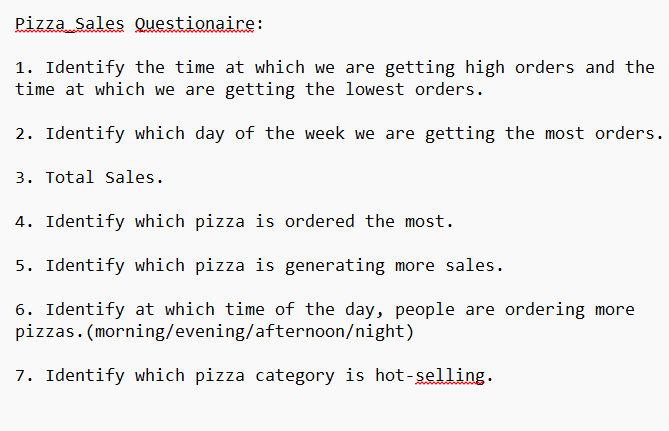 Pizza_Sales Questionaire:
1. Identify the time at which we are getting high orders and the
time at which we are getting the lowest orders.
2. Identify which day of the week we are getting the most orders.
3. Total Sales.
4. Identify which pizza is ordered the most.
5. Identify which pizza is generating more sales.
6. Identify at which time of the day, people are ordering more
pizzas.(morning/evening/afternoon/night)
7. Identify which pizza category is hot-selling.